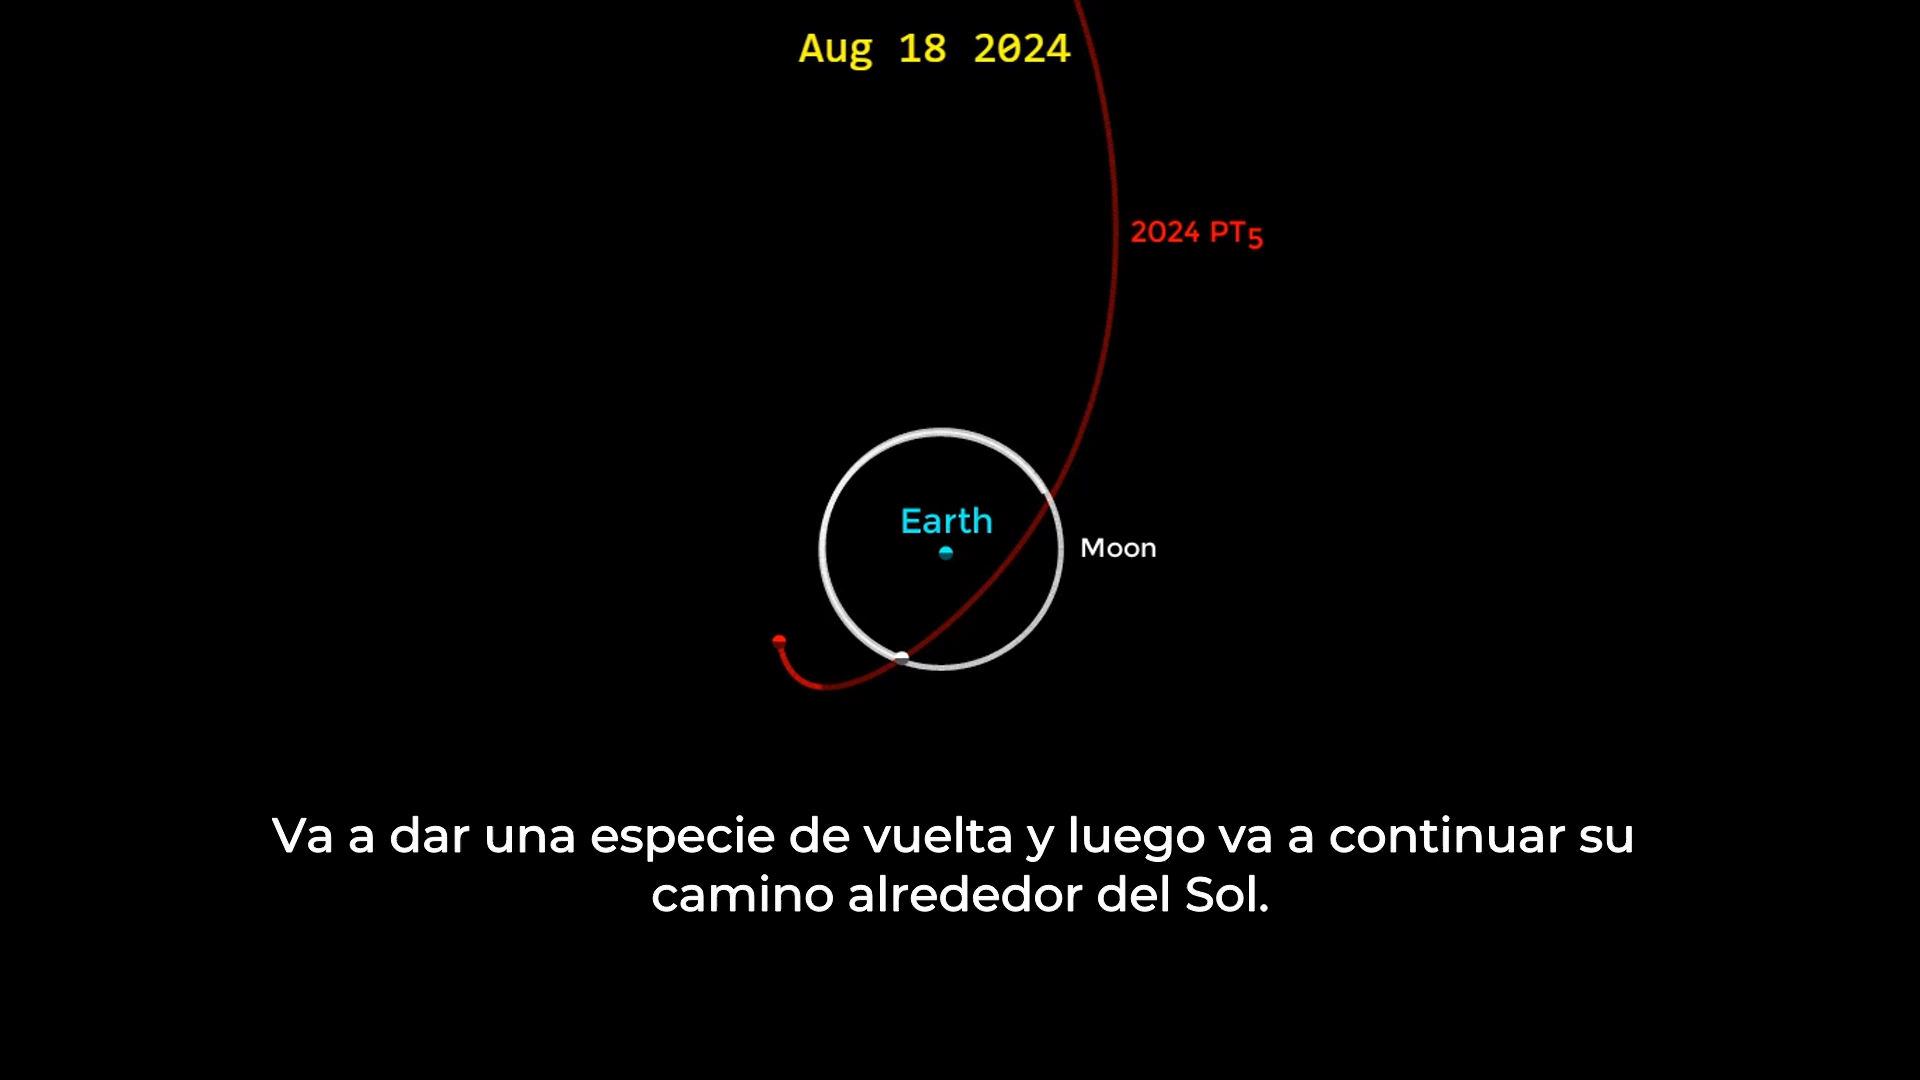 Aug 18 2024
2024 PT5
Earth
Moon
Va a dar una especie de vuelta y luego va a continuar su
camino alrededor del Sol.